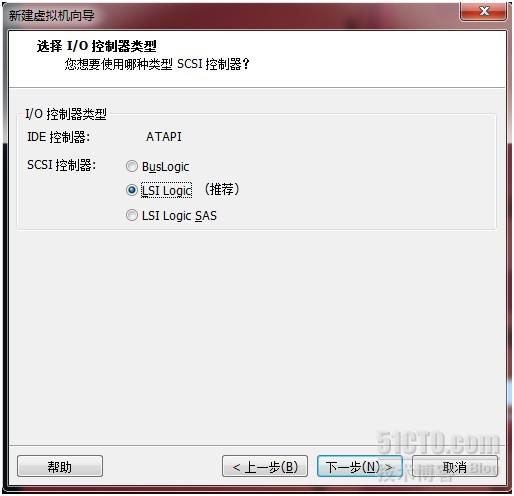 新建虚拟机向导
选择 I/O 控制器类型
您想要使用哪种类型 SCSI 控制器？
I/O 控制器类型
IDE 控制器： ATAPI
SCSI 控制器： BusLogic
LSI Logic （推荐）
LSI Logic SAS
51CTO.com
技术博客 Blog
帮助 < 上一步(B) 下一步(N) > 取消